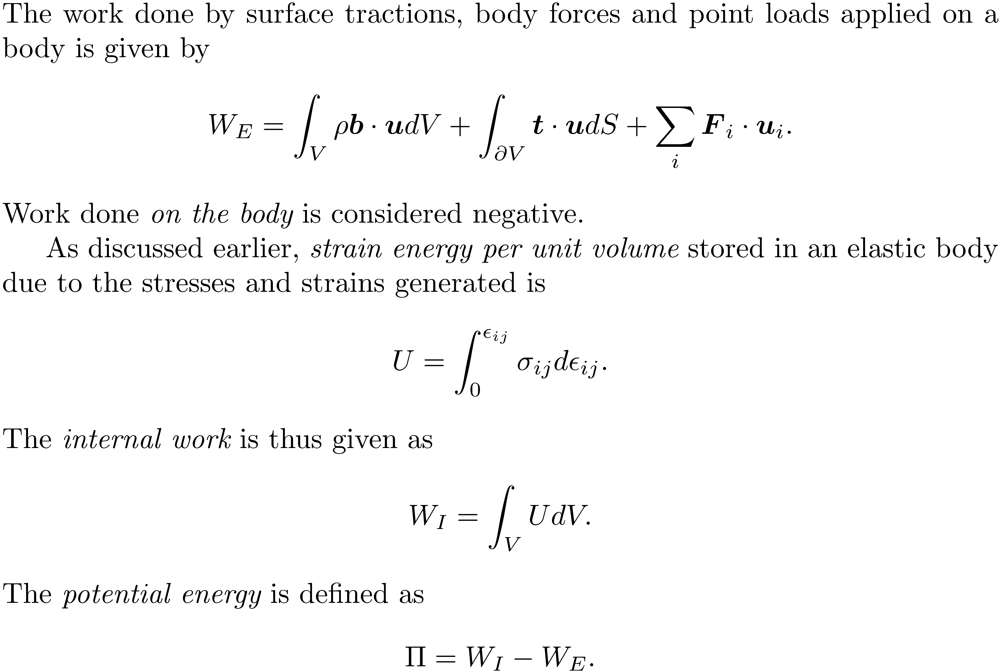 The work done by surface tractions, body forces and point loads applied on a
body is given by
$$W_E = \int_V \rho \boldsymbol{b} \cdot \boldsymbol{u} dV + \int_{\partial V} \boldsymbol{t} \cdot \boldsymbol{u} dS + \sum_i \boldsymbol{F}_i \cdot \boldsymbol{u}_i.$$
Work done on the body is considered negative.
As discussed earlier, strain energy per unit volume stored in an elastic body
due to the stresses and strains generated is
$$U = \int_0^{\epsilon_{ij}} \sigma_{ij} d\epsilon_{ij}.$$
The internal work is thus given as
$$W_I = \int_V U dV.$$
The potential energy is defined as
$$\Pi = W_I - W_E.$$